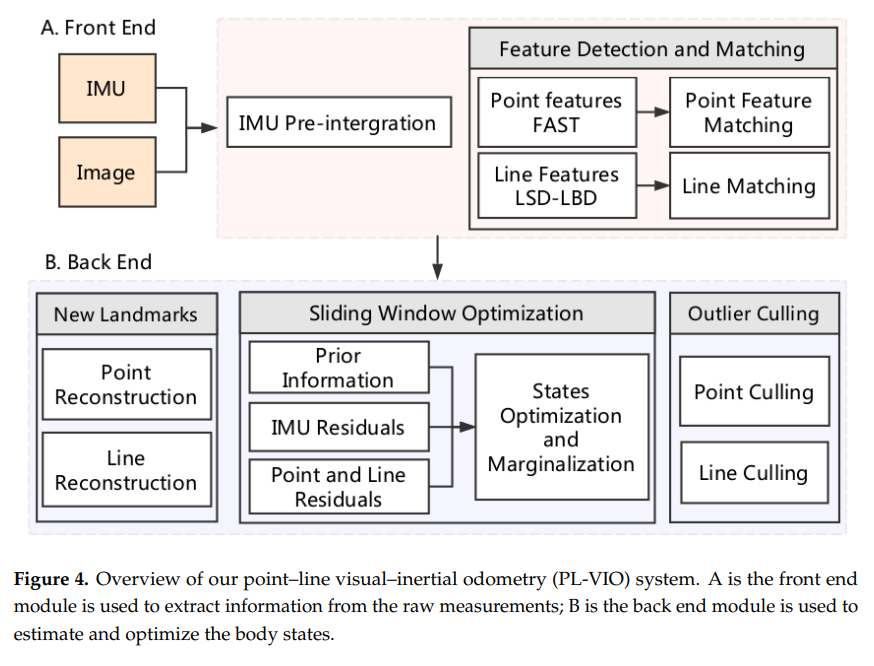 A. Front End
IMU
Image
IMU Pre-intergration
Feature Detection and Matching
Point features
FAST
Point Feature
Matching
Line Features
LSD-LBD
Line Matching
B. Back End
New Landmarks
Point
Reconstruction
Line
Reconstruction
Sliding Window Optimization
Prior
Information
IMU Residuals
Point and Line
Residuals
States
Optimization
and
Marginalization
Outlier Culling
Point Culling
Line Culling
Figure 4. Overview of our point–line visual–inertial odometry (PL-VIO) system. A is the front end
module is used to extract information from the raw measurements; B is the back end module is used to
estimate and optimize the body states.